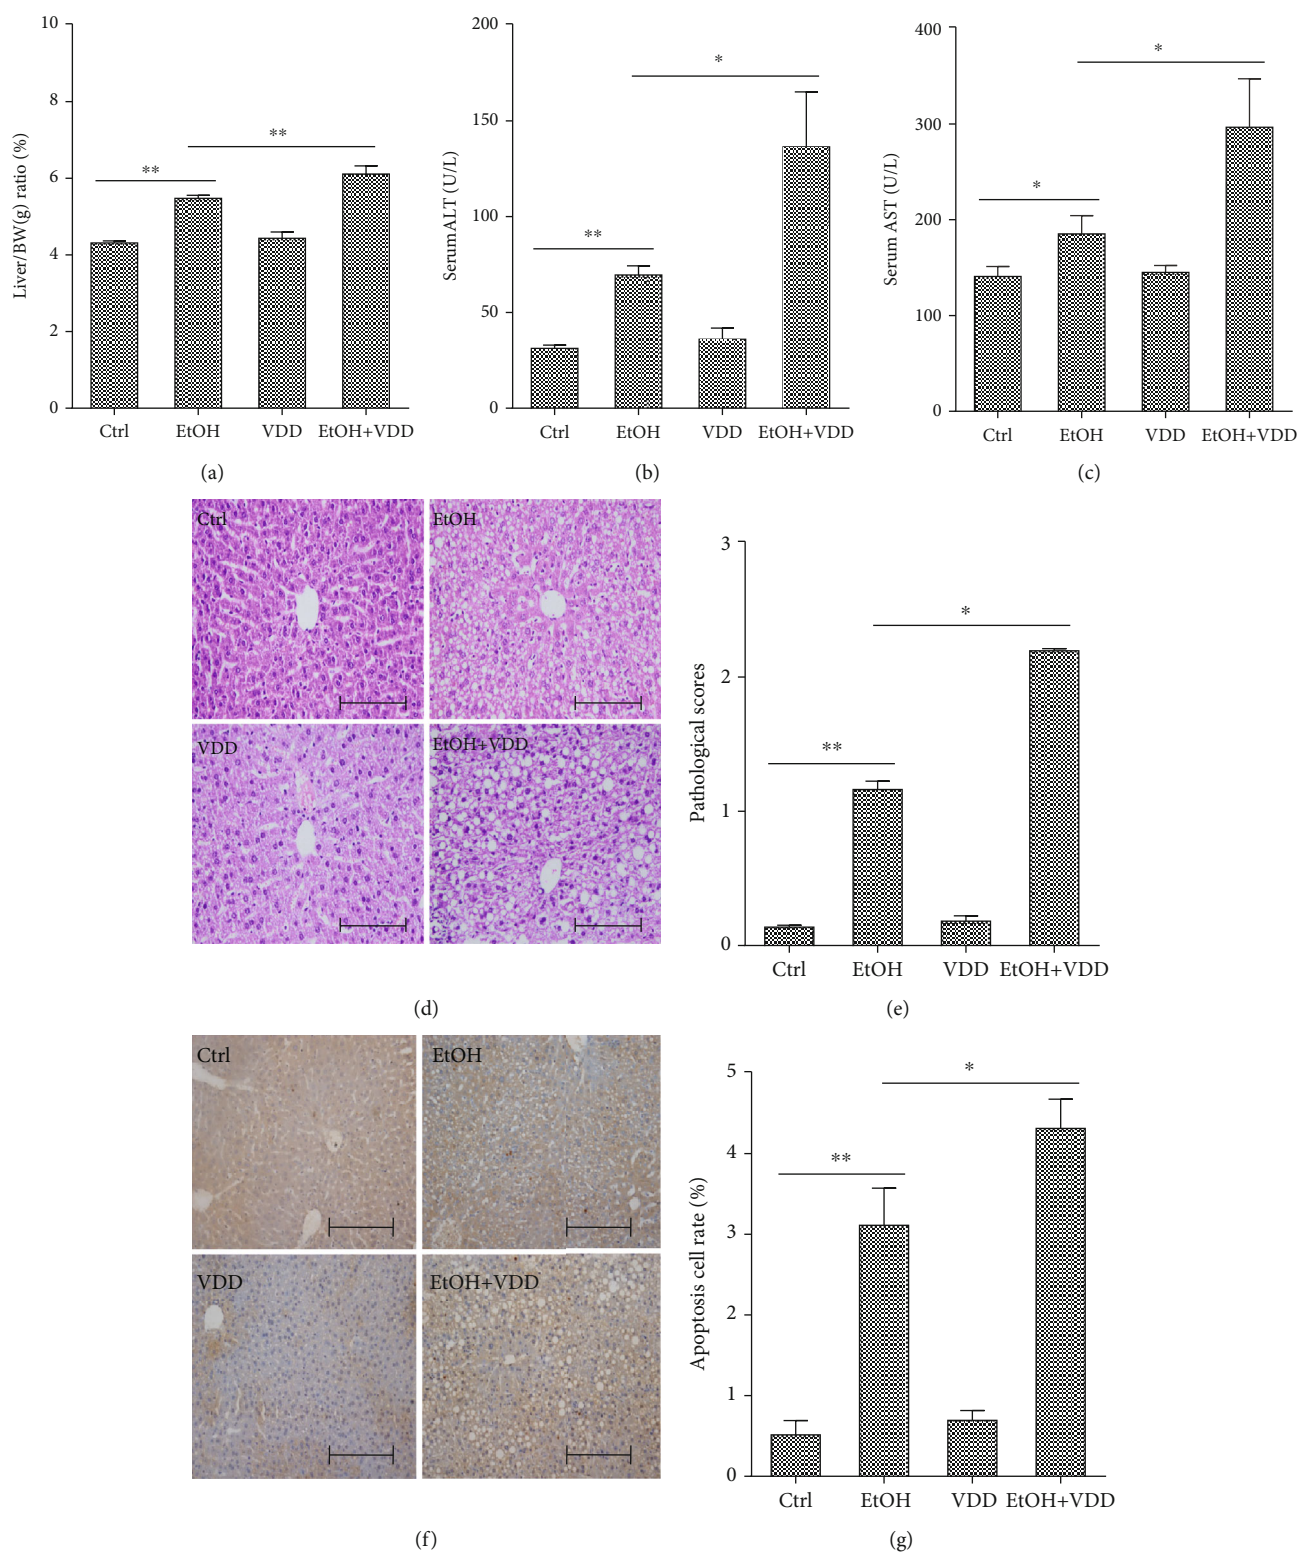 Liver/BW(g) ratio (%)
10
8
6
4
2
0
**
**
Ctrl EtOH VDD EtOH+VDD
(a)
Serum ALT (U/L)
200
150
100
50
0
**
*
Ctrl EtOH VDD EtOH+VDD
(b)
Serum AST (U/L)
400
300
200
100
0
*
*
Ctrl EtOH VDD EtOH+VDD
(c)
Ctrl EtOH
VDD EtOH+VDD
(d)
Pathological scores
3
2
1
0
**
*
Ctrl EtOH VDD EtOH+VDD
(e)
Ctrl EtOH
VDD EtOH+VDD
(f)
Apoptosis cell rate (%)
5
4
3
2
1
0
**
*
Ctrl EtOH VDD EtOH+VDD
(g)